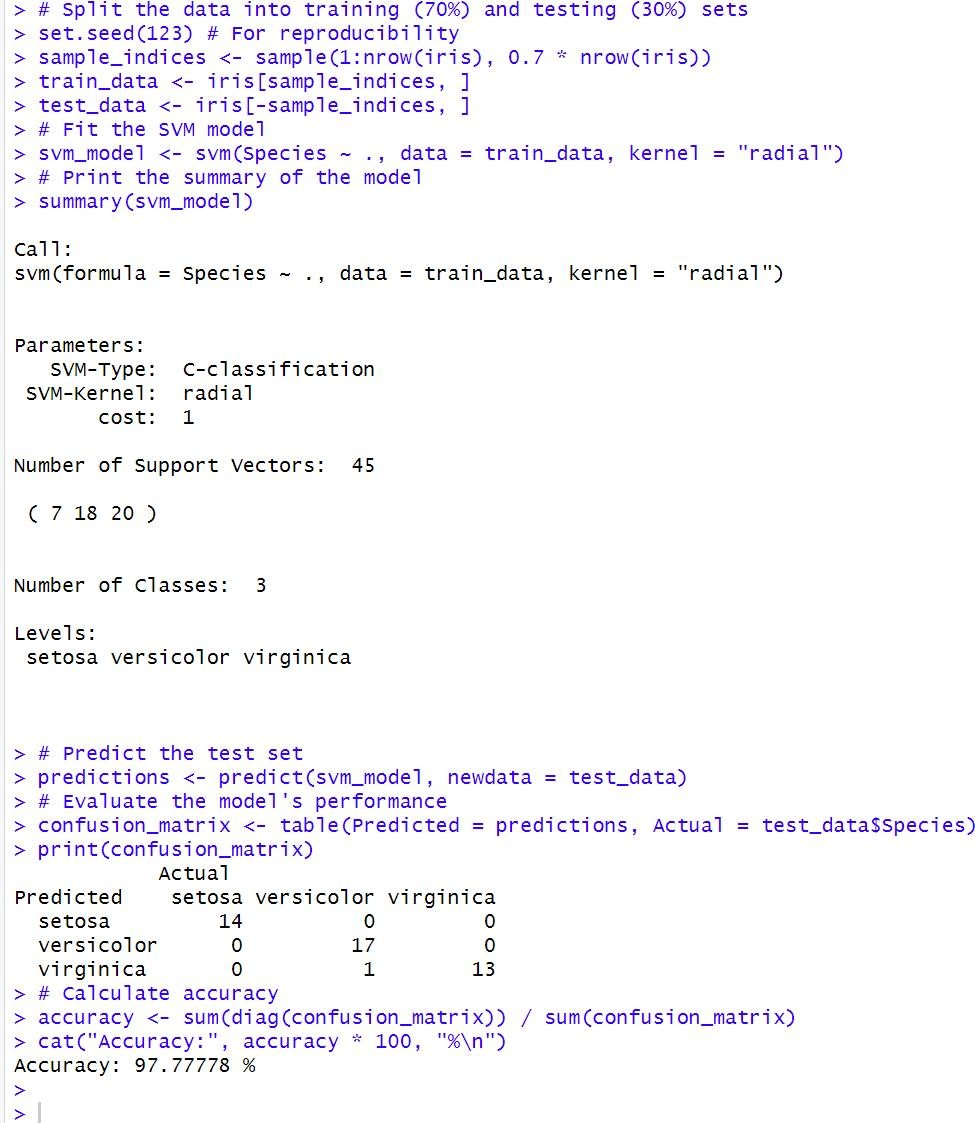 > # Split the data into training (70%) and testing (30%) sets
> set.seed(123) # For reproducibility
> sample_indices <- sample(1:nrow(iris), 0.7 * nrow(iris))
> train_data <- iris[sample_indices, ]
> test_data <- iris[-sample_indices, ]
> # Fit the SVM model
> svm_model <- svm(Species ~ ., data = train_data, kernel = "radial")
> # Print the summary of the model
> summary(svm_model)

Call:
svm(formula = Species ~ ., data = train_data, kernel = "radial")


Parameters:
   SVM-Type:  C-classification
 SVM-Kernel:  radial
       cost:  1

Number of Support Vectors:  45

 ( 7 18 20 )


Number of Classes:  3

Levels:
 setosa versicolor virginica



> # Predict the test set
> predictions <- predict(svm_model, newdata = test_data)
> # Evaluate the model's performance
> confusion_matrix <- table(Predicted = predictions, Actual = test_data$Species)
> print(confusion_matrix)
            Actual
Predicted    setosa versicolor virginica
  setosa         14          0         0
  versicolor      0         17         0
  virginica       0          1        13
> # Calculate accuracy
> accuracy <- sum(diag(confusion_matrix)) / sum(confusion_matrix)
> cat("Accuracy:", accuracy * 100, "%\n")
Accuracy: 97.77778 %
>
>